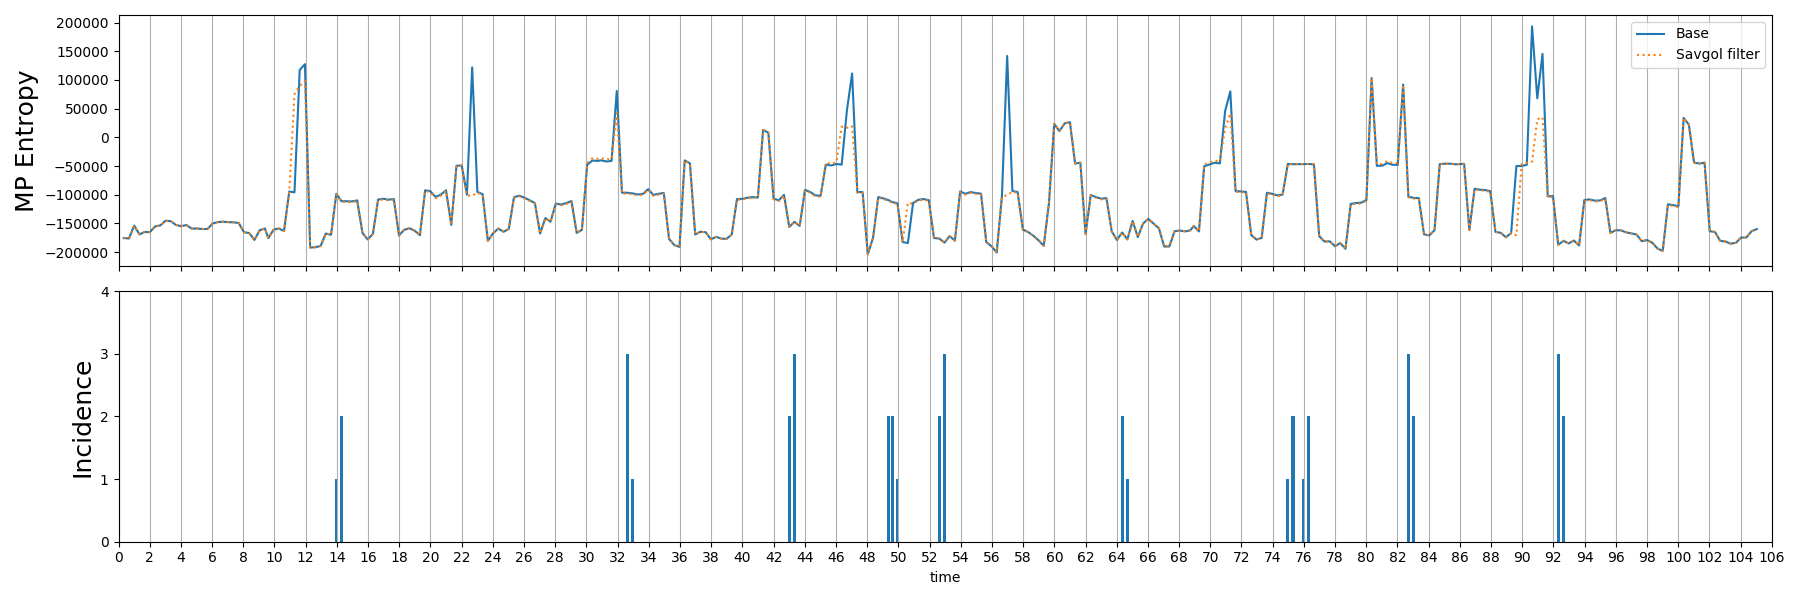 MP Entropy
200000
150000
100000
50000
0
−50000
−100000
−150000
−200000
Base
Savgol filter
Incidence
4
3
2
1
0
0 2 4 6 8 10 12 14 16 18 20 22 24 26 28 30 32 34 36 38 40 42 44 46 48 50 52 54 56 58 60 62 64 66 68 70 72 74 76 78 80 82 84 86 88 90 92 94 96 98 100 102 104 106
time